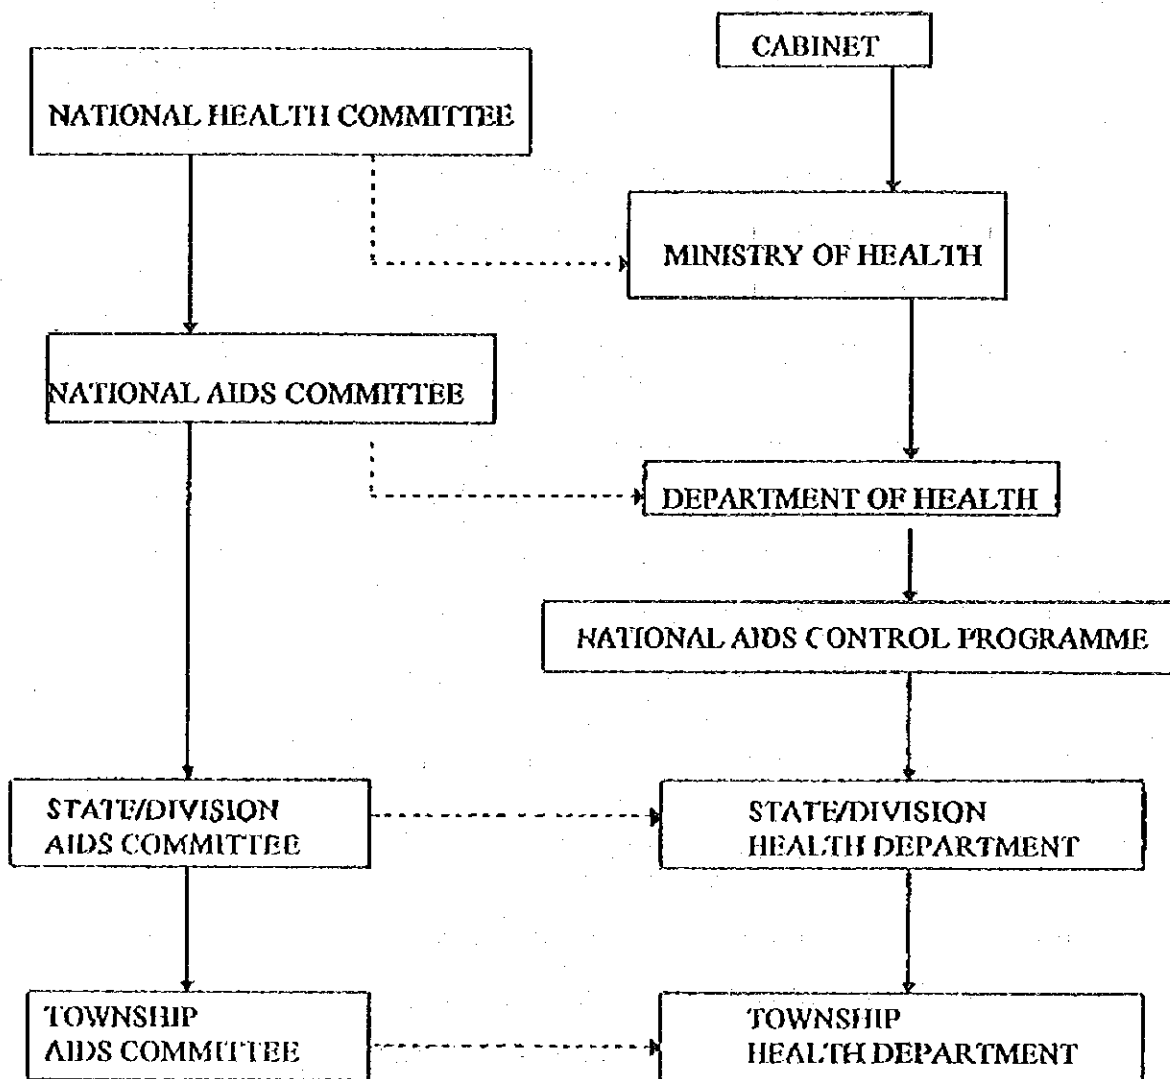 CABINET
NATIONAL HEALTH COMMITTEE
MINISTRY OF HEALTH
NATIONAL AIDS COMMITTEE
DEPARTMENT OF HEALTH
NATIONAL AIDS CONTROL PROGRAMME
STATE/DIVISION
AIDS COMMITTEE
STATE/DIVISION
HEALTH DEPARTMENT
TOWNSHIP
AIDS COMMITTEE
TOWNSHIP
HEALTH DEPARTMENT